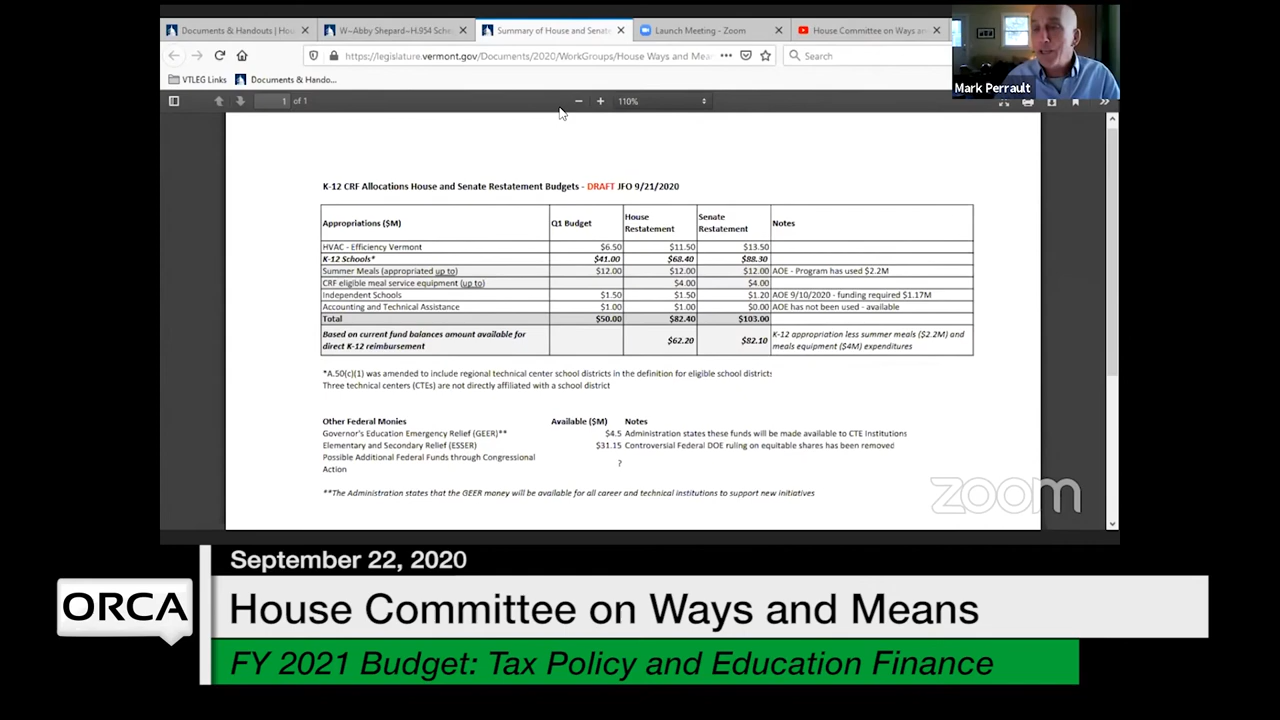 Documents & Handouts | Hou
W~Abby Shepard~H.954 Sche
Summary of House and Senate
Launch Meeting - Zoom
House Committee on Ways an
https://legislature.vermont.gov/Documents/2020/WorkGroups/House Ways and Mea
Search
VTLEG Links
Documents & Hando...
Mark Perrault
1 of 1
110%
K-12 CRF Allocations House and Senate Restatement Budgets - DRAFT JFO 9/21/2020
Appropriations ($M) Q1 Budget House Restatement Senate Restatement Notes
HVAC - Efficiency Vermont $6.50 $11.50 $13.50
K-12 Schools* $41.00 $68.40 $88.30
Summer Meals (appropriated up to) $12.00 $12.00 $12.00 AOE - Program has used $2.2M
CRF eligible meal service equipment (up to) $4.00 $4.00
Independent Schools $1.50 $1.50 $1.20 AOE 9/10/2020 - funding required $1.17M
Accounting and Technical Assistance $1.00 $1.00 $0.00 AOE has not been used - available
Total $50.00 $82.40 $103.00
Based on current fund balances amount available for
direct K-12 reimbursement $62.20 $82.10 K-12 appropriation less summer meals ($2.2M) and
meals equipment ($4M) expenditures
*A.50(c)(1) was amended to include regional technical center school districts in the definition for eligible school districts
Three technical centers (CTEs) are not directly affiliated with a school district
Other Federal Monies Available ($M) Notes
Governor's Education Emergency Relief (GEER)** $4.5 Administration states these funds will be made available to CTE Institutions
Elementary and Secondary Relief (ESSER) $31.15 Controversial Federal DOE ruling on equitable shares has been removed
Possible Additional Federal Funds through Congressional
Action ?
**The Administration states that the GEER money will be available for all career and technical institutions to support new initiatives
zoom
September 22, 2020
ORCA
House Committee on Ways and Means
FY 2021 Budget: Tax Policy and Education Finance